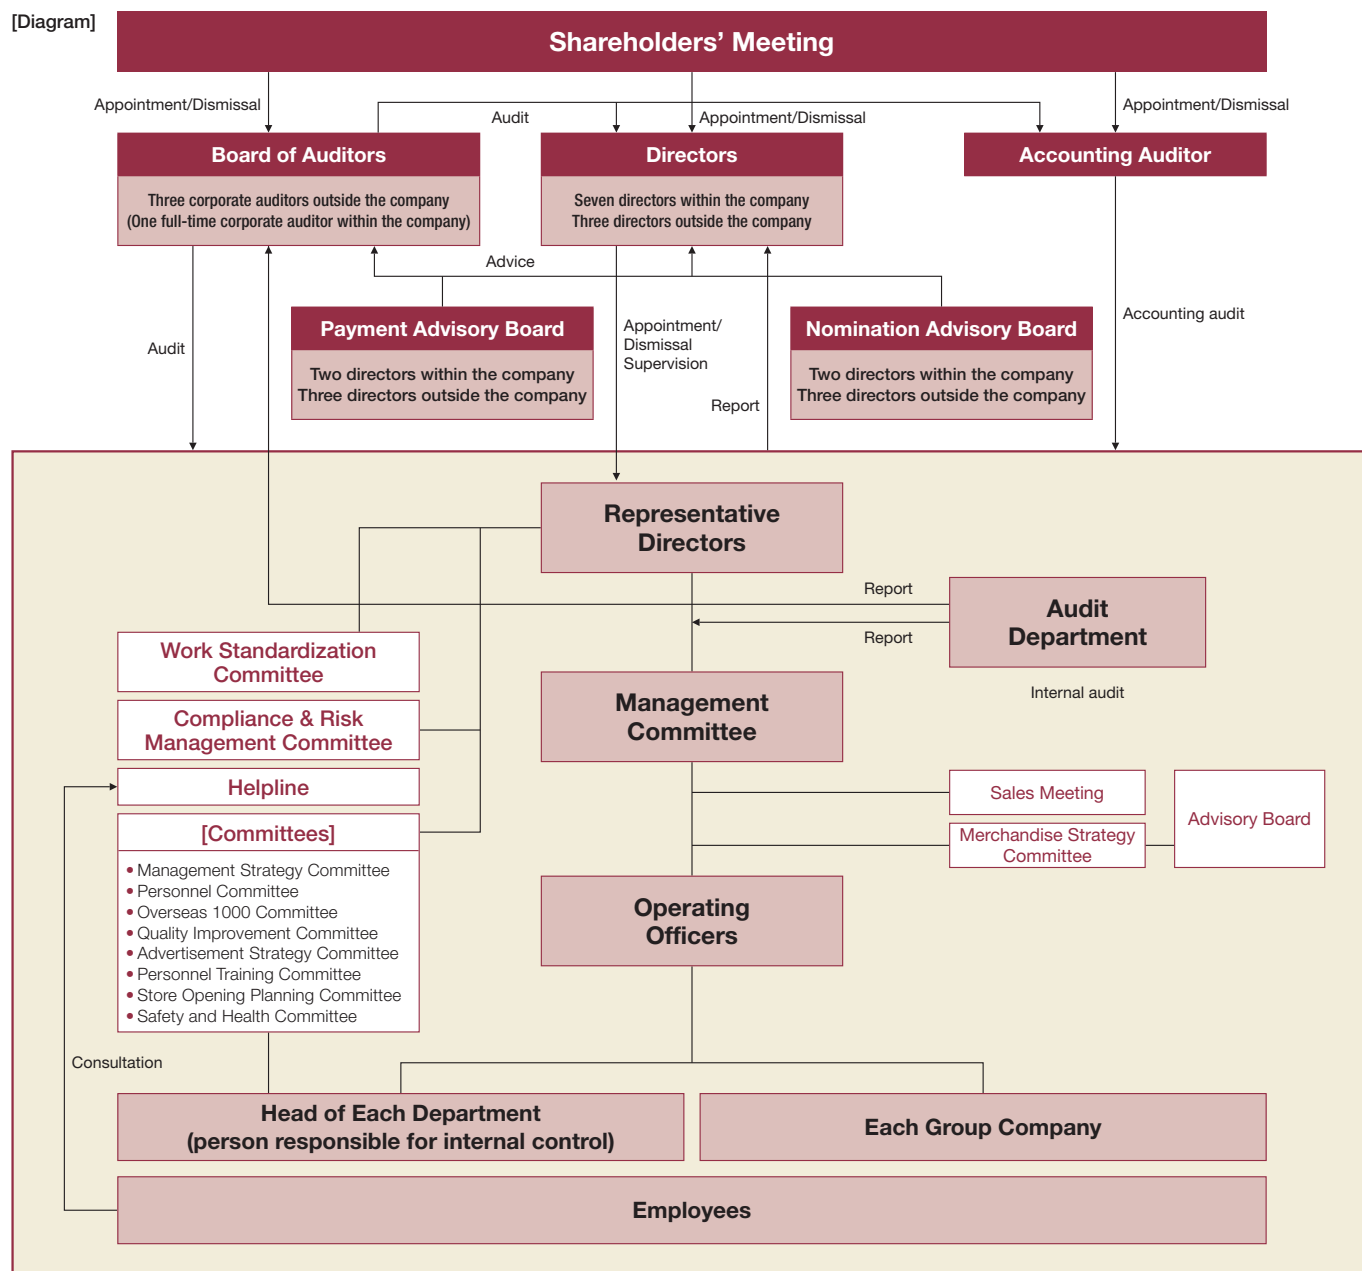 [Diagram]
Shareholders’ Meeting
Appointment/Dismissal
Audit
Appointment/Dismissal
Appointment/Dismissal
Board of Auditors
Three corporate auditors outside the company
(One full-time corporate auditor within the company)
Directors
Seven directors within the company
Three directors outside the company
Accounting Auditor
Advice
Payment Advisory Board
Two directors within the company
Three directors outside the company
Nomination Advisory Board
Two directors within the company
Three directors outside the company
Audit
Appointment/
Dismissal
Supervision
Report
Accounting audit
Representative
Directors
Report
Report
Audit
Department
Internal audit
Work Standardization
Committee
Compliance & Risk
Management Committee
Helpline
Management
Committee
Sales Meeting
Merchandise Strategy
Committee
Advisory Board
[Committees]
• Management Strategy Committee
• Personnel Committee
• Overseas 1000 Committee
• Quality Improvement Committee
• Advertisement Strategy Committee
• Personnel Training Committee
• Store Opening Planning Committee
• Safety and Health Committee
Operating
Officers
Consultation
Head of Each Department
(person responsible for internal control)
Each Group Company
Employees